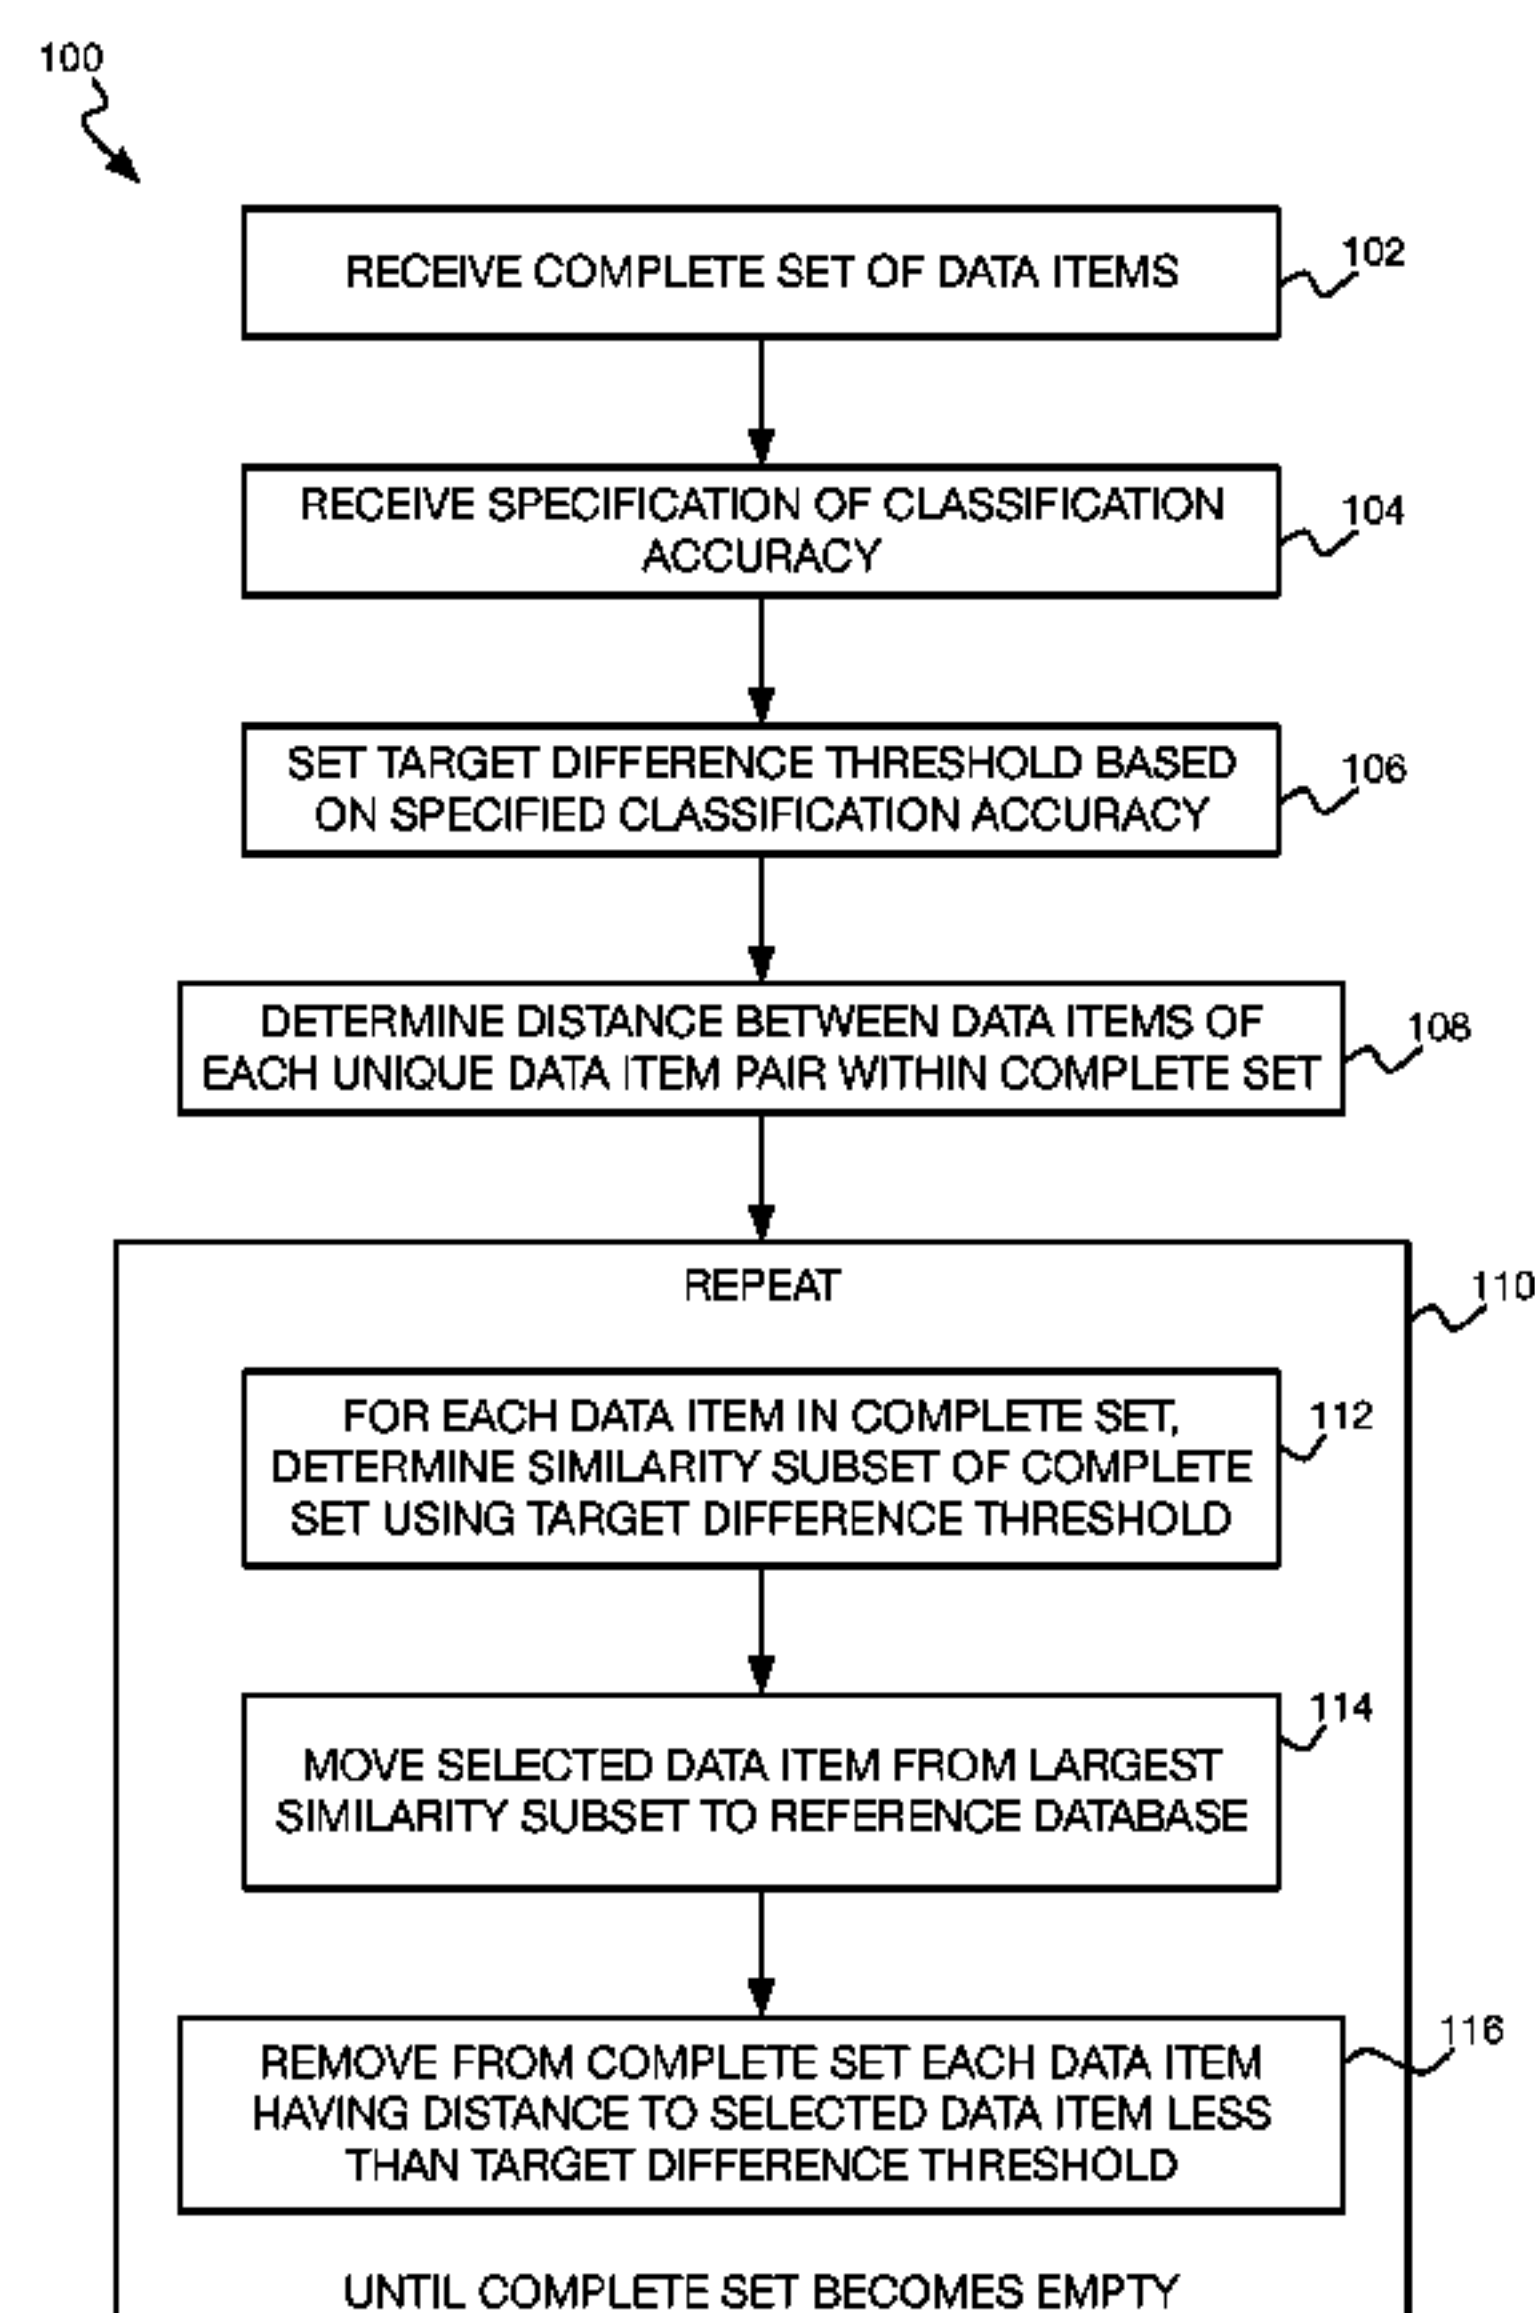 100
RECEIVE COMPLETE SET OF DATA ITEMS
102
RECEIVE SPECIFICATION OF CLASSIFICATION
ACCURACY
104
SET TARGET DIFFERENCE THRESHOLD BASED
ON SPECIFIED CLASSIFICATION ACCURACY
106
DETERMINE DISTANCE BETWEEN DATA ITEMS OF
EACH UNIQUE DATA ITEM PAIR WITHIN COMPLETE SET
108
REPEAT
110
FOR EACH DATA ITEM IN COMPLETE SET,
DETERMINE SIMILARITY SUBSET OF COMPLETE
SET USING TARGET DIFFERENCE THRESHOLD
112
MOVE SELECTED DATA ITEM FROM LARGEST
SIMILARITY SUBSET TO REFERENCE DATABASE
114
REMOVE FROM COMPLETE SET EACH DATA ITEM
HAVING DISTANCE TO SELECTED DATA ITEM LESS
THAN TARGET DIFFERENCE THRESHOLD
116
UNTIL COMPLETE SET BECOMES EMPTY